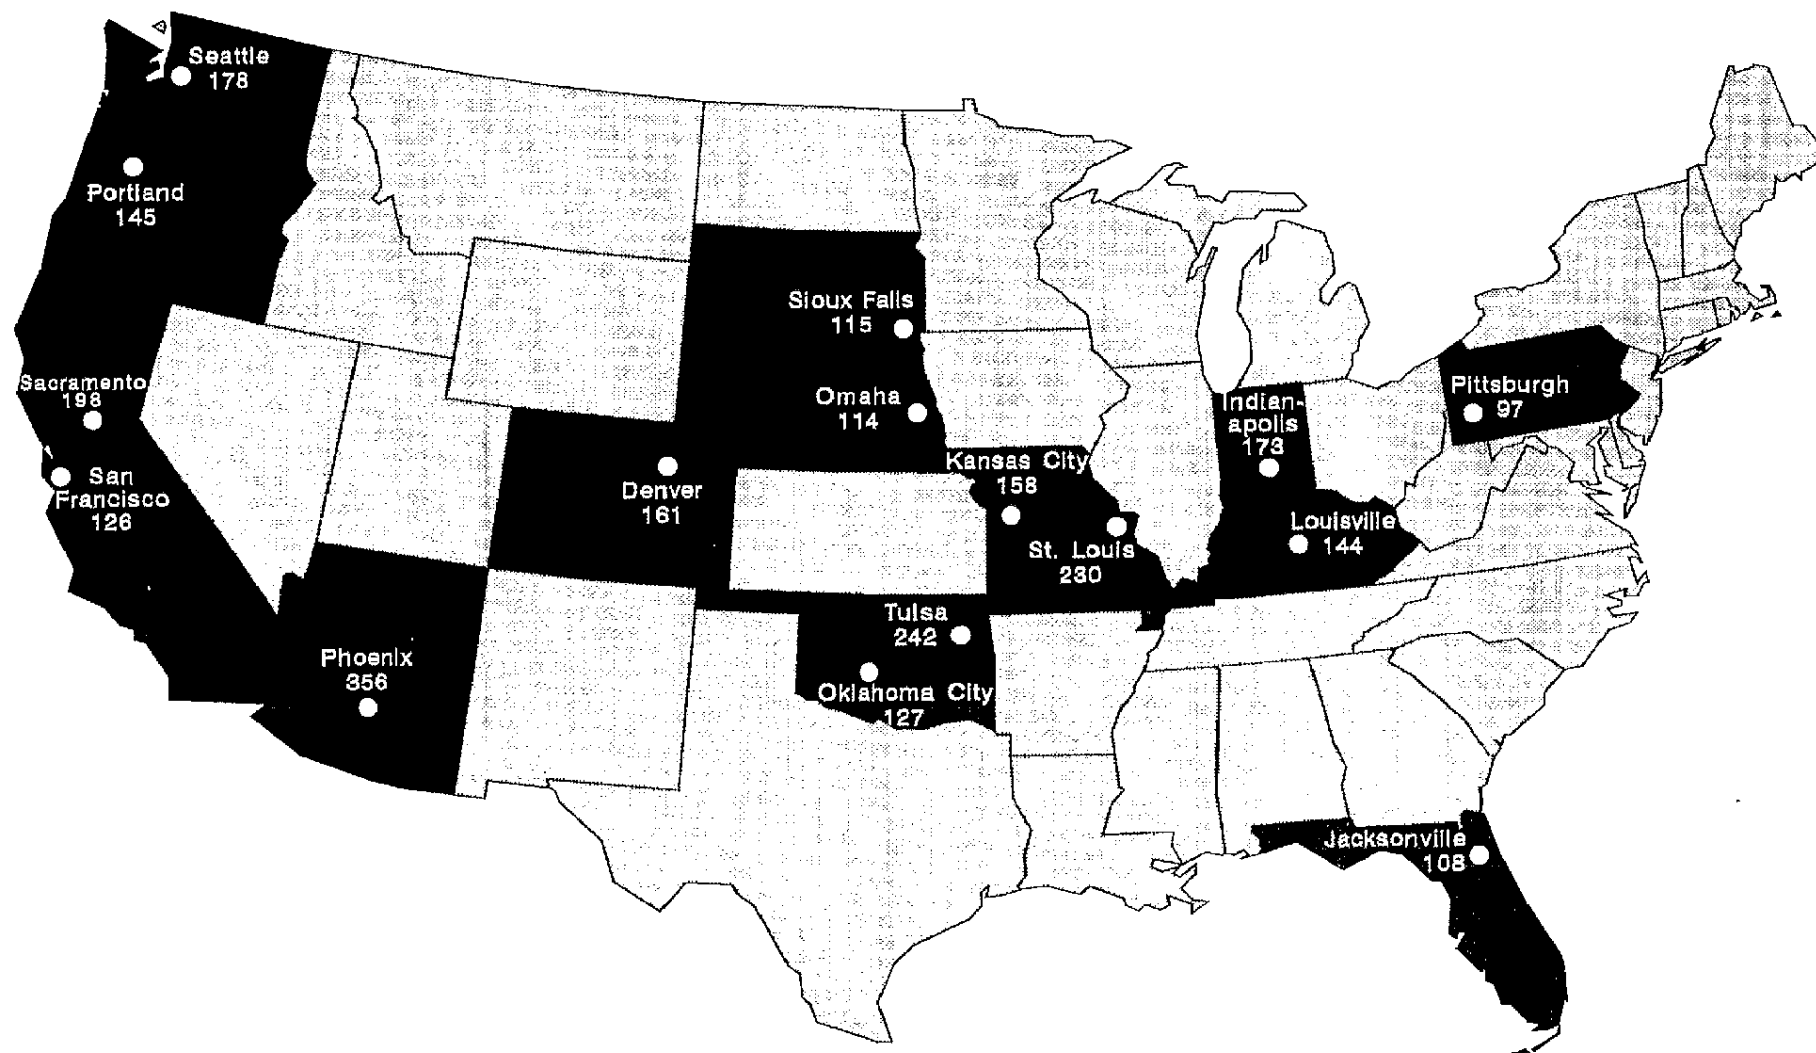 Seattle
178
Portland
145
Sioux Falls
115
Sacramento
198
Omaha
114
Pittsburgh
97
Indian-
apolis
173
San
Francisco
126
Denver
161
Kansas City
158
Louisville
144
St. Louis
230
Tulsa
242
Phoenix
356
Oklahoma City
127
Jacksonville
108